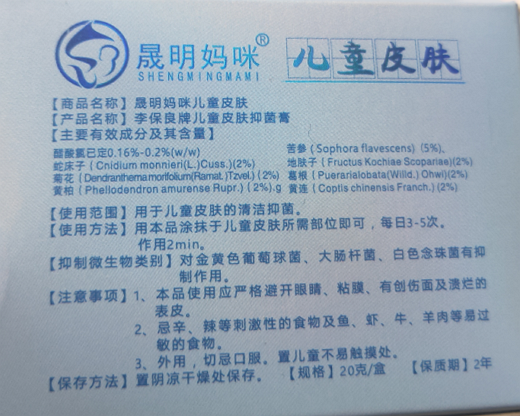 晟明妈咪®
SHENGMINGMAMI
儿童皮肤
【商品名称】晟明妈咪儿童皮肤
【产品名称】李保良牌儿童皮肤抑菌膏
【主要有效成分及其含量】
醋酸氯已定0.16%-0.2%(w/w) 苦参(Sophora flavescens) (5%)、
蛇床子(Cnidium monnieri(L.)Cuss.)(2%) 地肤子(Fructus Kochiae Scopariae)(2%)
菊花(Dendranthema morifolium(Ramat.)Tzvel.) (2%) 葛根(Puerarialobata(Willd.) Ohwi)(2%)
黄柏(Phellodendron amurense Rupr.) (2%).g 黄连(Coptis chinensis Franch.) (2%)
【使用范围】用于儿童皮肤的清洁抑菌。
【使用方法】用本品涂抹于儿童皮肤所需部位即可，每日3-5次。
作用2min。
【抑制微生物类别】对金黄色葡萄球菌、大肠杆菌、白色念珠菌有抑
制作用。
【注意事项】1、本品使用应严格避开眼睛、粘膜、有创伤面及溃烂的
表皮。
2、忌辛、辣等刺激性的食物及鱼、虾、牛、羊肉等易过
敏的食物。
3、外用，切忌口服。置儿童不易触摸处。
【保存方法】置阴凉干燥处保存。 【规格】20克/盒 【保质期】2年